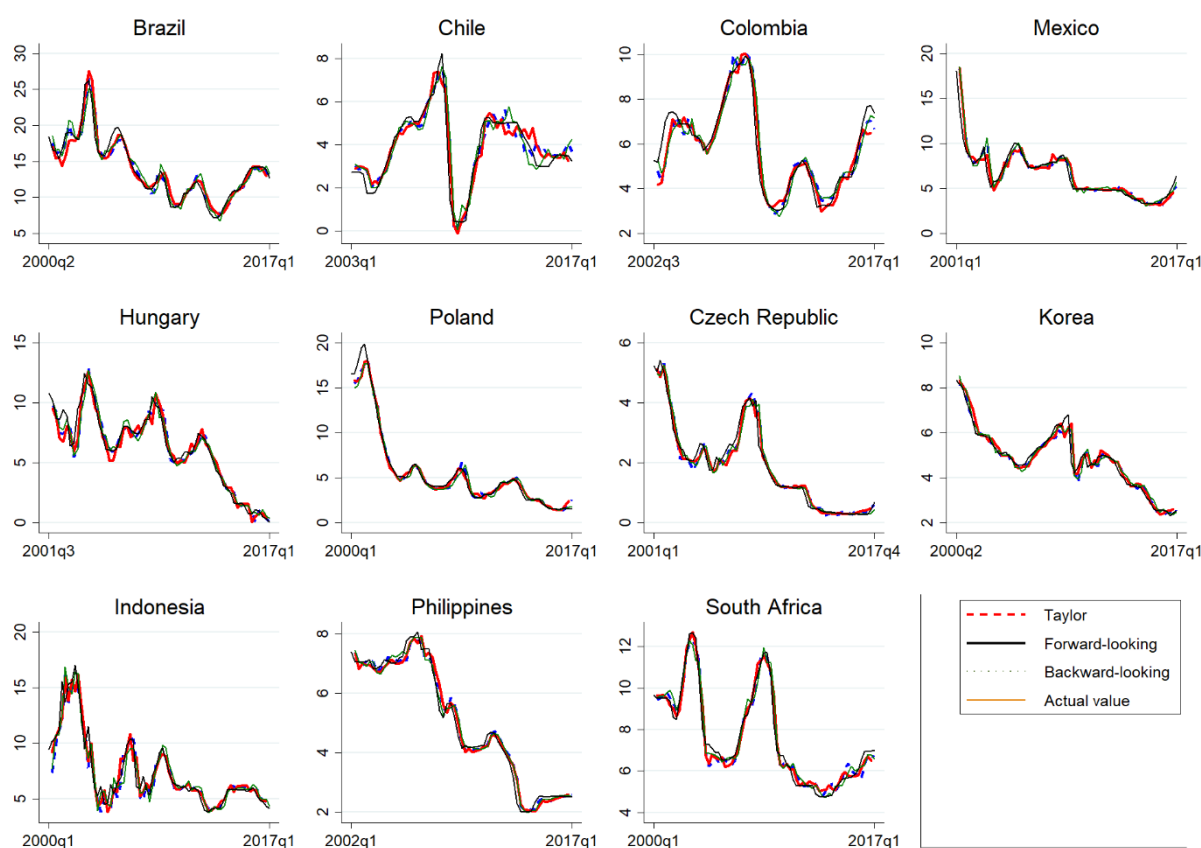 Brazil
30
25
20
15
10
5
2000q2
2017q1
Chile
8
6
4
2
0
2003q1
2017q1
Colombia
10
8
6
4
2
2002q3
2017q1
Mexico
20
15
10
5
0
2001q1
2017q1
Hungary
15
10
5
0
2001q3
2017q1
Poland
20
15
10
5
0
2000q1
2017q1
Czech Republic
6
4
2
0
2001q1
2017q4
Korea
10
8
6
4
2
2000q2
2017q1
Indonesia
20
15
10
5
2000q1
2017q1
Philippines
8
6
4
2
2002q1
2017q1
South Africa
12
10
8
6
4
2000q1
2017q1
Taylor
Forward-looking
Backward-looking
Actual value